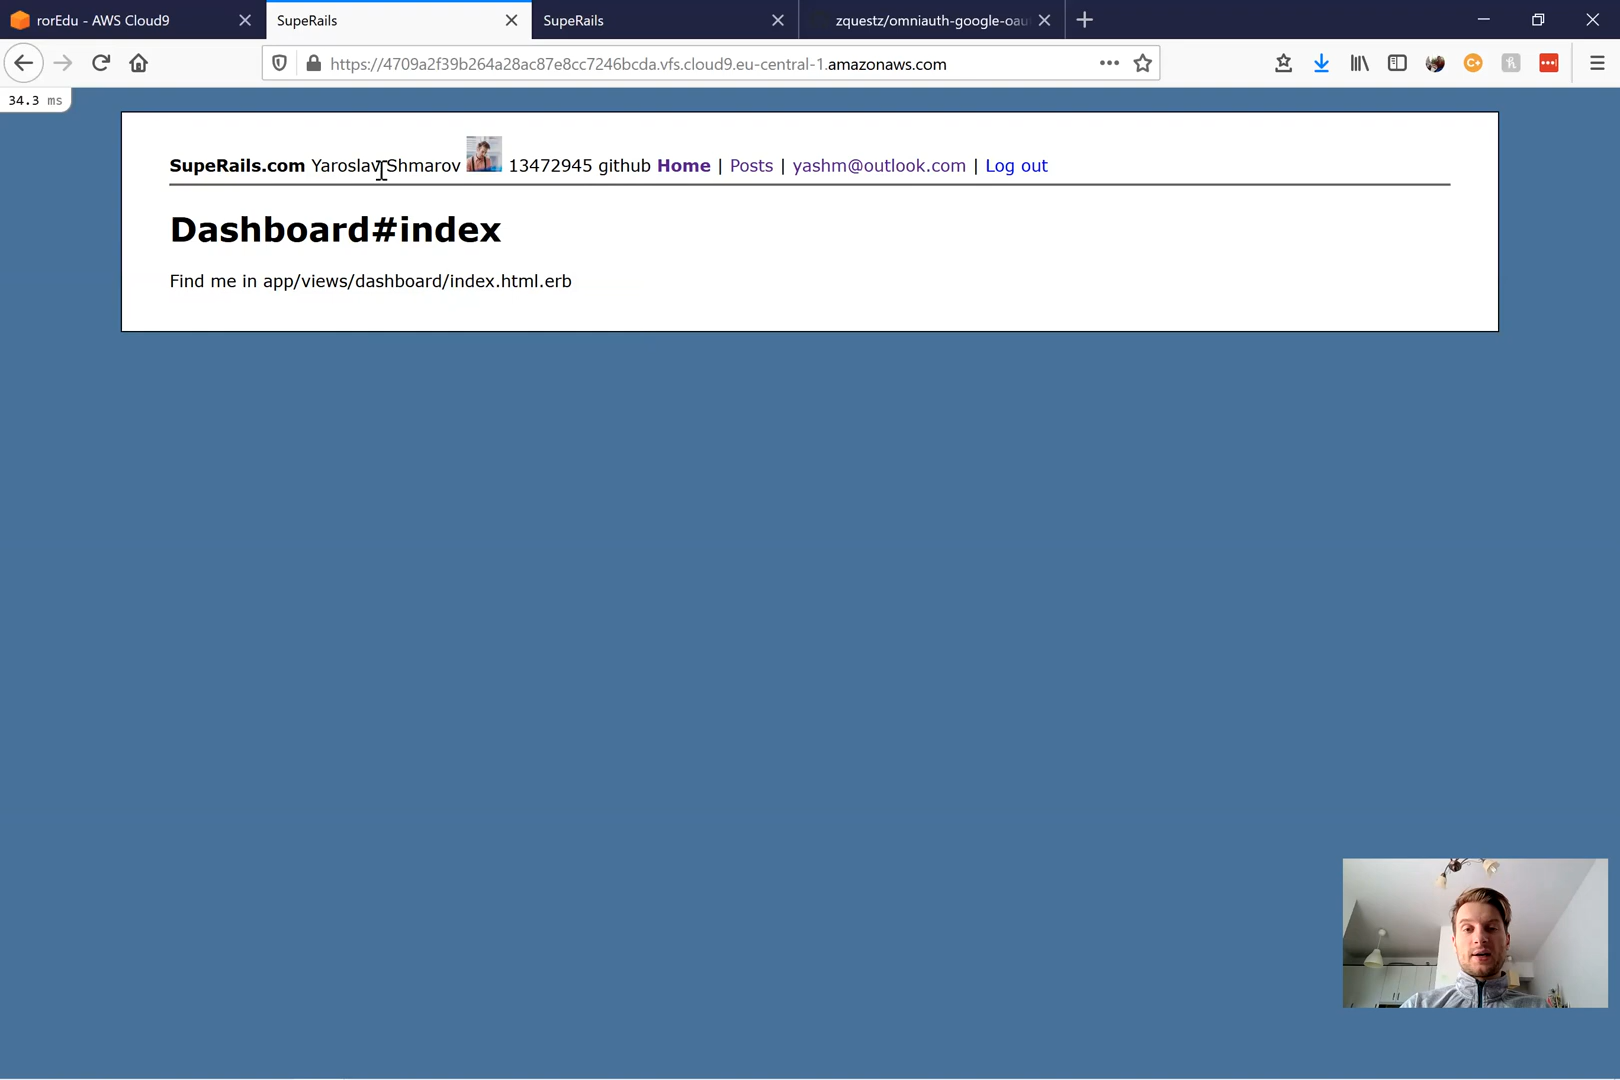 rorEdu - AWS Cloud9
SupeRails
SupeRails
zquestz/omniauth-google-oau
https://4709a2f39b264a28ac87e8cc7246bcda.vfs.cloud9.eu-central-1.amazonaws.com
34.3 ms
SupeRails.com Yaroslav Shmarov 13472945 github Home | Posts | yashm@outlook.com | Log out
Dashboard#index
Find me in app/views/dashboard/index.html.erb